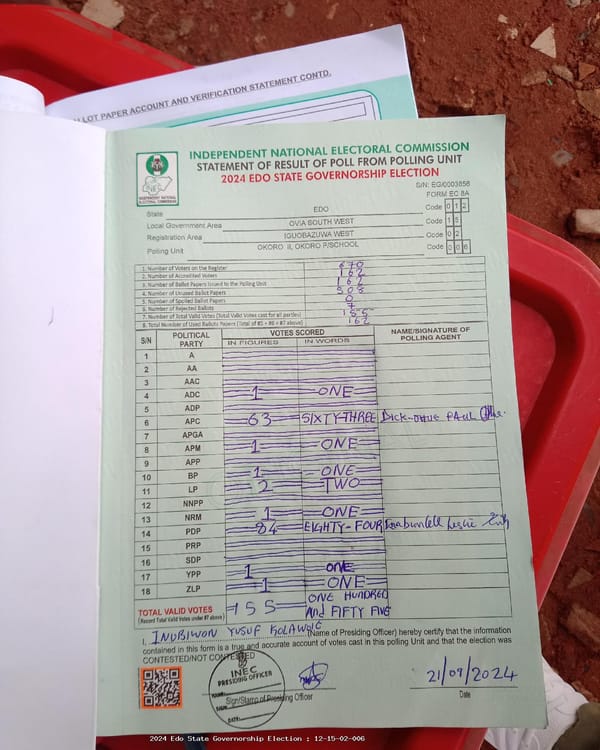 ALLOT PAPER ACCOUNT AND VERIFICATION STATEMENT CONTD.
INDEPENDENT NATIONAL ELECTORAL COMMISSION
STATEMENT OF RESULT OF POLL FROM POLLING UNIT
2024 EDO STATE GOVERNORSHIP ELECTION
S/N: EG/0003856
FORM EC 8A
State EDO Code 0 1 2
Local Government Area OVIA SOUTH WEST Code 1 5
Registration Area IGUOBAZUWA WEST Code 0 2
Polling Unit OKORO II, OKORO P/SCHOOL Code 0 0 6
1. Number of Voters on the Register 670
2. Number of Accredited Voters 162
3. Number of Ballot Papers Issued to the Polling Unit 162
4. Number of Unused Ballot Papers 508
5. Number of Spoiled Ballot Papers 0
6. Number of Rejected Ballots 7
7. Number of Total Valid Votes (Total Valid Votes cast for all parties) 155
8. Total Number of Used Ballots Papers (Total of #5 + #6 + #7 above) 162
S/N POLITICAL PARTY VOTES SCORED NAME/SIGNATURE OF POLLING AGENT
IN FIGURES IN WORDS
1 A
2 AA
3 AAC
4 ADC 1 ONE
5 ADP
6 APC 63 SIXTY-THREE PAUL
7 APGA
8 APM 1 ONE
9 APP
10 BP 1 ONE
11 LP 2 TWO
12 NNPP
13 NRM 1 ONE
14 PDP 84 EIGHTY-FOUR Leslie
15 PRP
16 SDP
17 YPP 1 ONE
18 ZLP 1 ONE
TOTAL VALID VOTES 155 ONE HUNDRED AND FIFTY FIVE
(Record Total Valid Votes under #7 above)
I, INUBIWON YUSUF KOLAWOLE (Name of Presiding Officer) hereby certify that the information
contained in this form is a true and accurate account of votes cast in this polling Unit and that the election was
CONTESTED/NOT CONTESTED
INEC
PRESIDING OFFICER
NAME:
SIGN:
DATE:
Sign/Stamp of Presiding Officer
21/09/2024
Date
2024 Edo State Governorship Election : 12-15-02-006